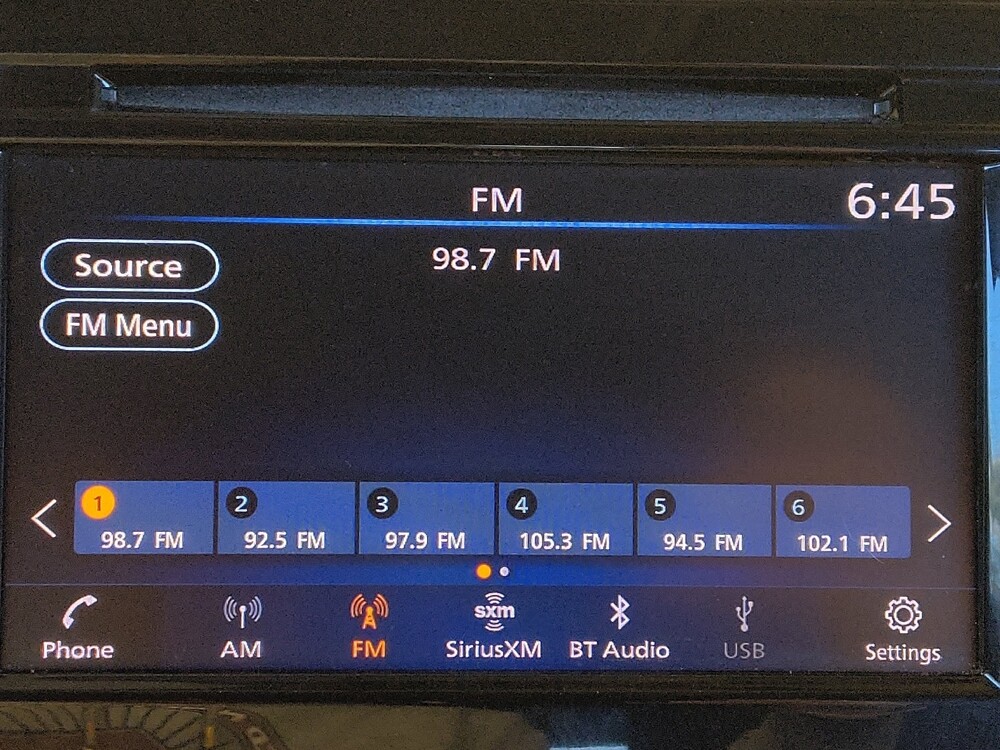 FM
6:45
Source
98.7 FM
FM Menu
1
2
3
4
5
6
98.7 FM
92.5 FM
97.9 FM
105.3 FM
94.5 FM
102.1 FM
sxm
Phone
AM
FM
SiriusXM
BT Audio
USB
Settings